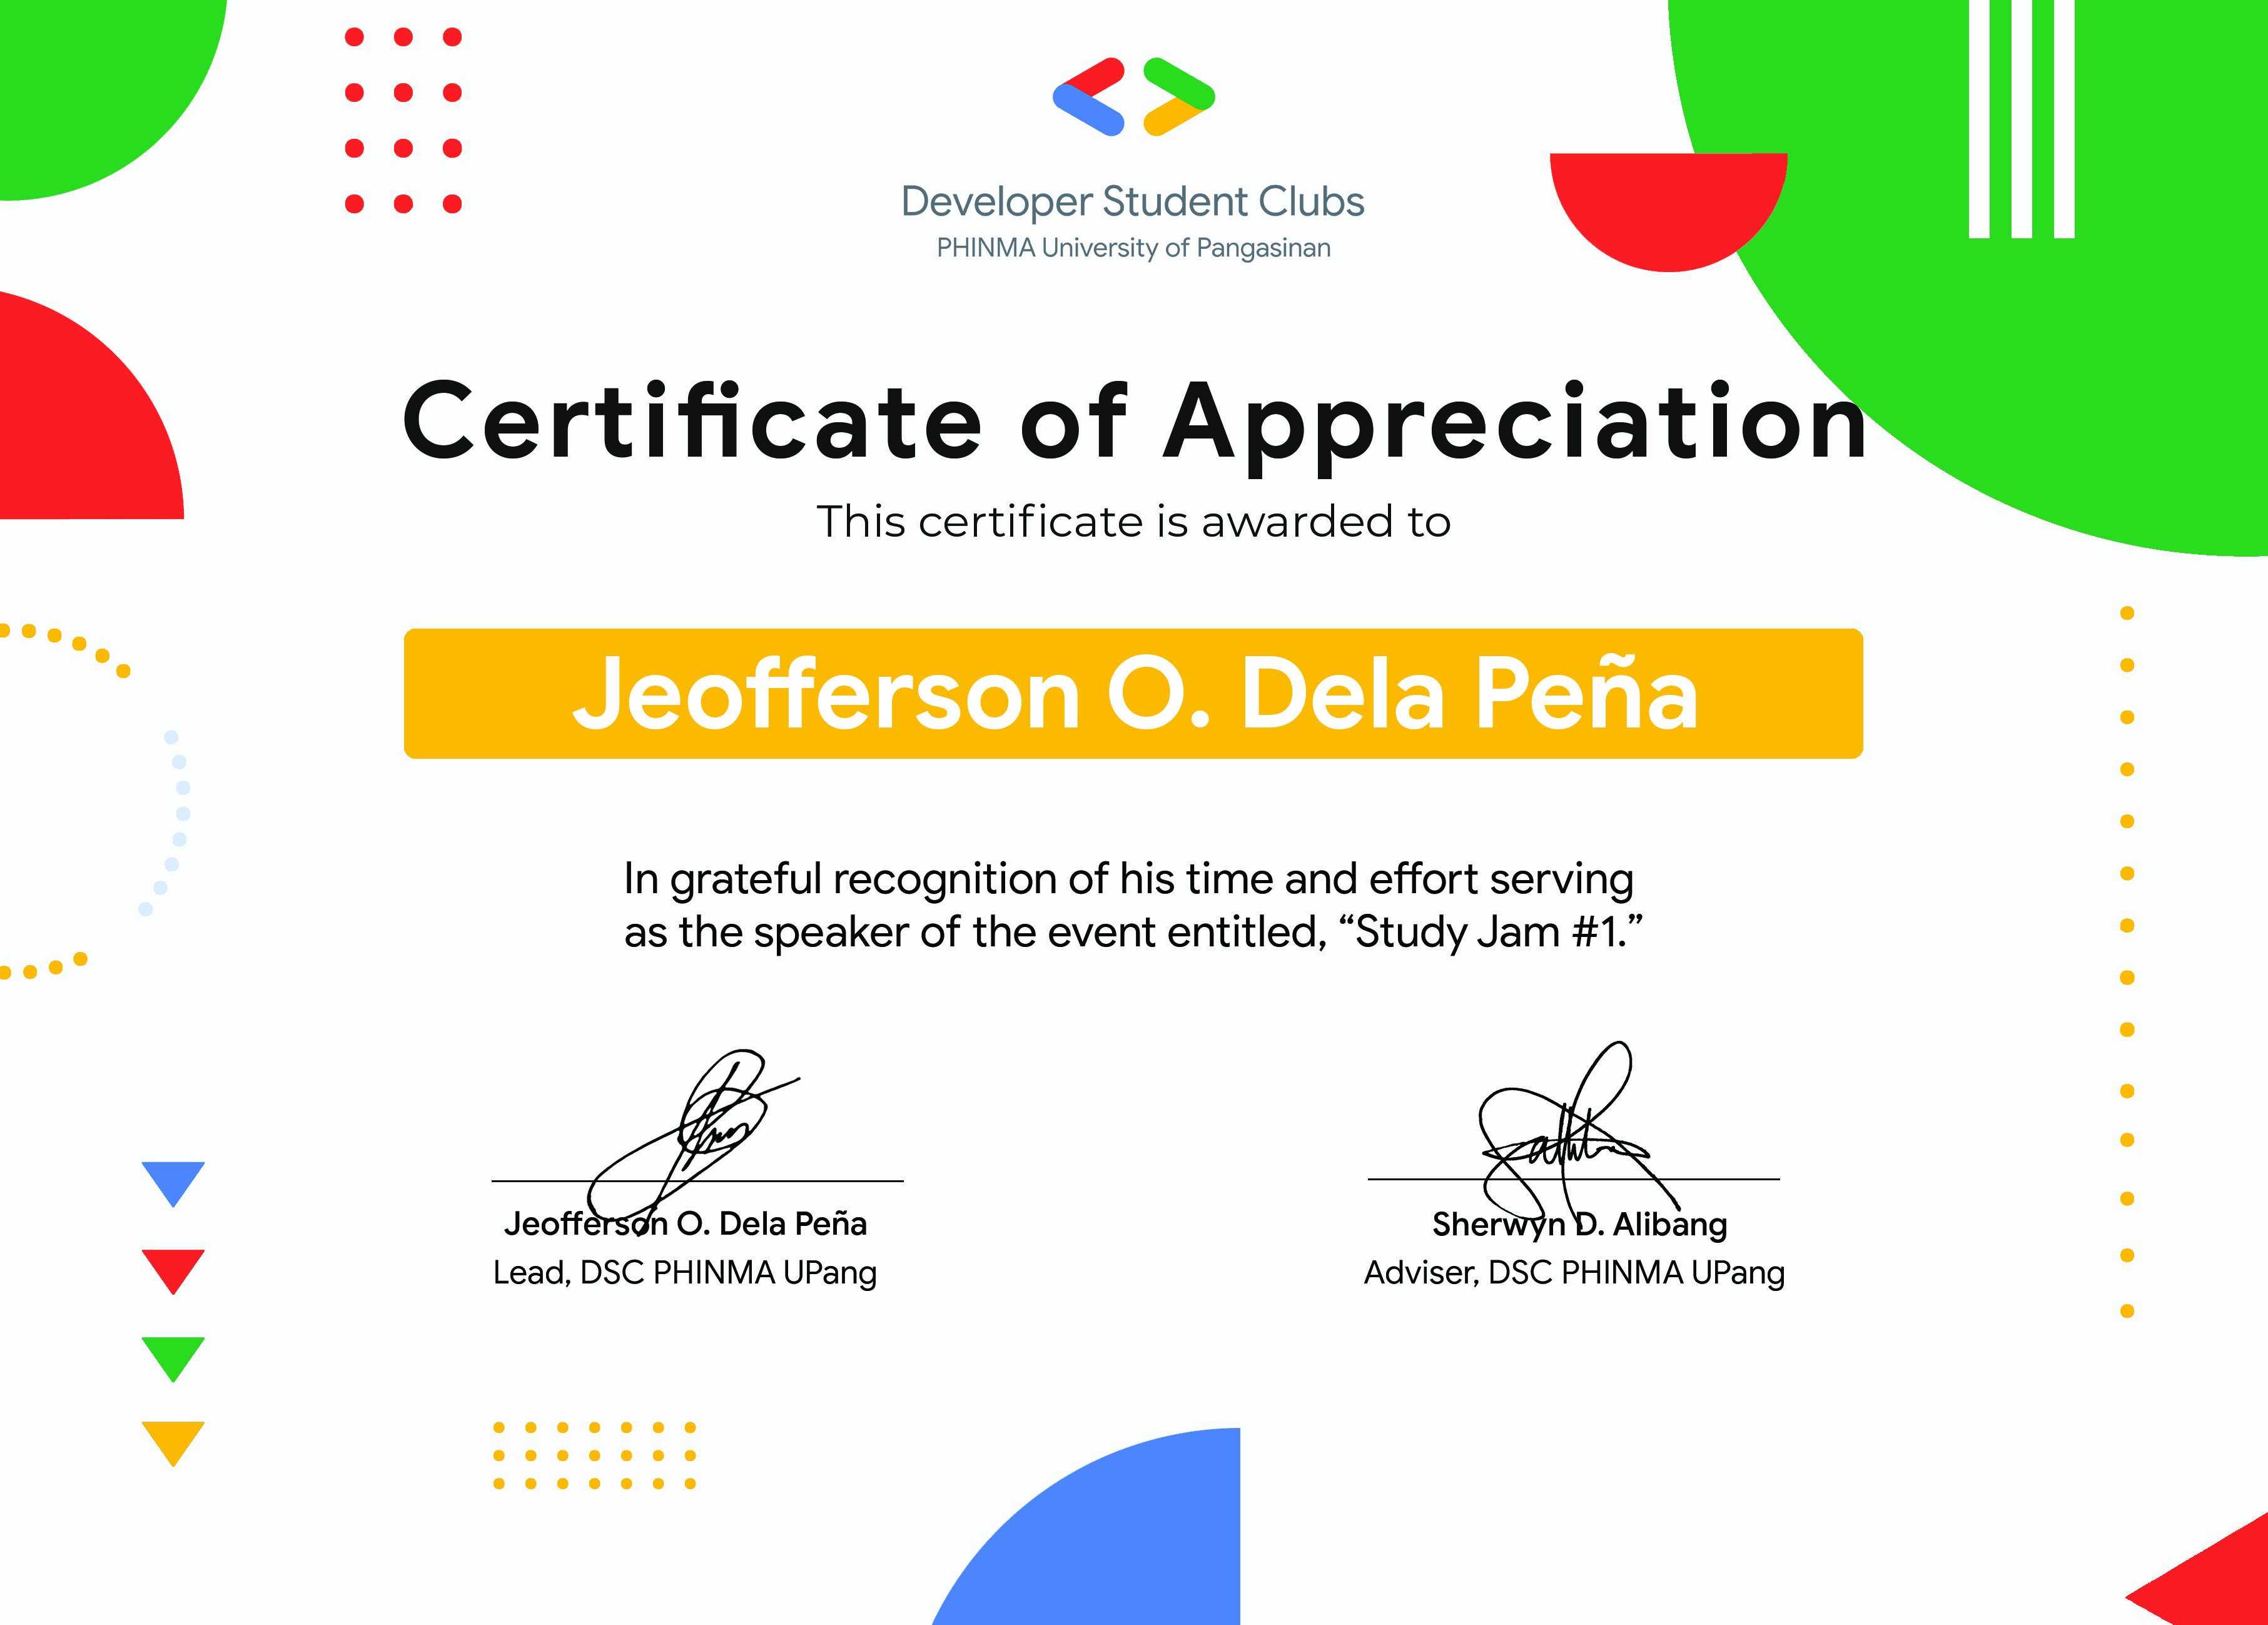 Developer Student Clubs
PHINMA University of Pangasinan
Certificate of Appreciation
This certificate is awarded to
Jeofferson O. Dela Peña
In grateful recognition of his time and effort serving
as the speaker of the event entitled, “Study Jam #1.”
Jeofferson O. Dela Peña
Lead, DSC PHINMA UPang
Sherwyn D. Alibang
Adviser, DSC PHINMA UPang